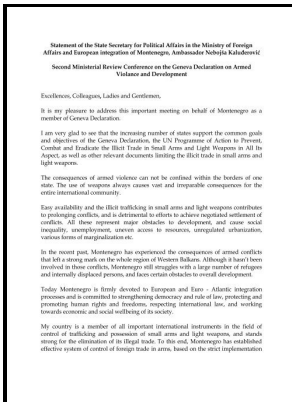 Statement of the State Secretary for Political Affairs in the Ministry of Foreign
Affairs and European integration of Montenegro, Ambassador Nebojša Kaluđerović
Second Ministerial Review Conference on the Geneva Declaration on Armed
Violance and Development
Excellences, Colleagues, Ladies and Gentlemen,
It is my pleasure to address this important meeting on behalf of Montenegro as a
member of Geneva Declaration.
I am very glad to see that the increasing number of states support the common goals
and objectives of the Geneva Declaration, the UN Programme of Action to Prevent,
Combat and Eradicate the Illicit Trade in Small Arms and Light Weapons in All Its
Aspect, as well as other relevant documents limiting the illicit trade in small arms and
light weapons.
The consequences of armed violance can not be confined within the borders of one
state. The use of weapons always causes vast and irreparable consequences for the
entire international community.
Easy availability and the illicit trafficking in small arms and light weapons contributes
to prolonging conflicts, and is detrimental to efforts to achieve negotiated settlement of
conflicts. All these represent major obstacles to development, and cause social
inequality, unemployment, uneven access to resources, unregulated urbanization,
various forms of marginalization etc.
In the recent past, Montenegro has experienced the consequences of armed conflicts
that left a strong mark on the whole region of Western Balkans. Although it hasn't been
involved in those conflicts, Montenegro still struggles with a large number of refugees
and internally displaced persons, and faces certain obstacles to overall development.
Today Montenegro is firmly devoted to European and Euro - Atlantic integration
processes and is committed to strengthening democracy and rule of law, protecting and
promoting human rights and freedoms, respecting international law, and working
towards economic and social wellbeing of its society.
My country is a member of all important international instruments in the field of
control of trafficking and possession of small arms and light weapons, and stands
strong for the elimination of its illegal trade. To this end, Montenegro has established
effective system of control of foreign trade in arms, based on the strict implementation